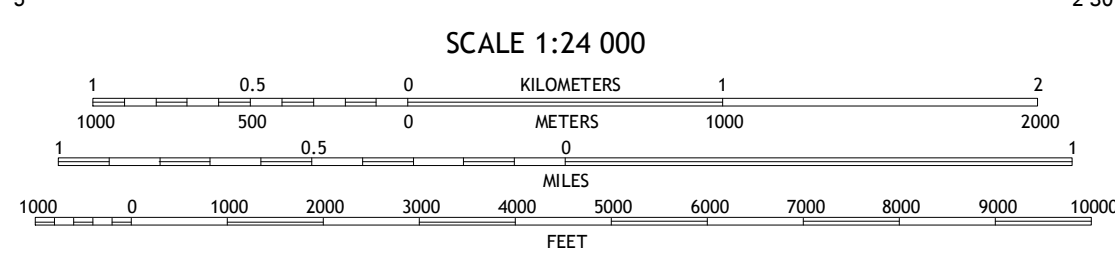 SCALE 1:24 000
1 0.5 0 KILOMETERS 1 2
1000 500 0 METERS 1000 2000
1 0.5 0 1
MILES
1000 0 1000 2000 3000 4000 5000 6000 7000 8000 9000 10000
FEET